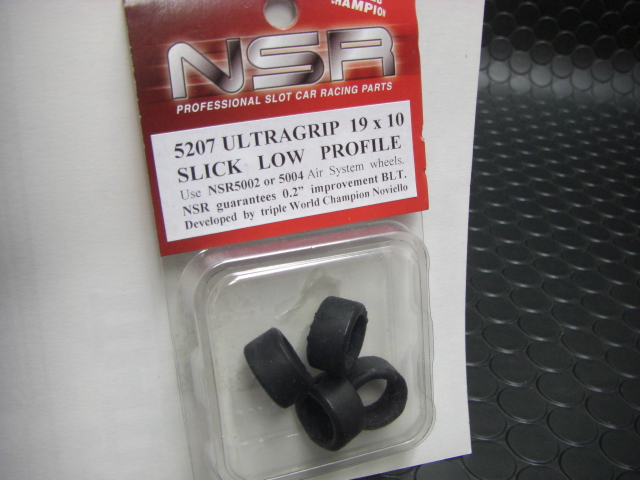 CHAMPION
NSR
PROFESSIONAL SLOT CAR RACING PARTS
5207 ULTRAGRIP 19 x 10
SLICK LOW PROFILE
Use NSR5002 or 5004 Air System wheels.
NSR guarantees 0.2" improvement BLT.
Developed by triple World Champion Noviello